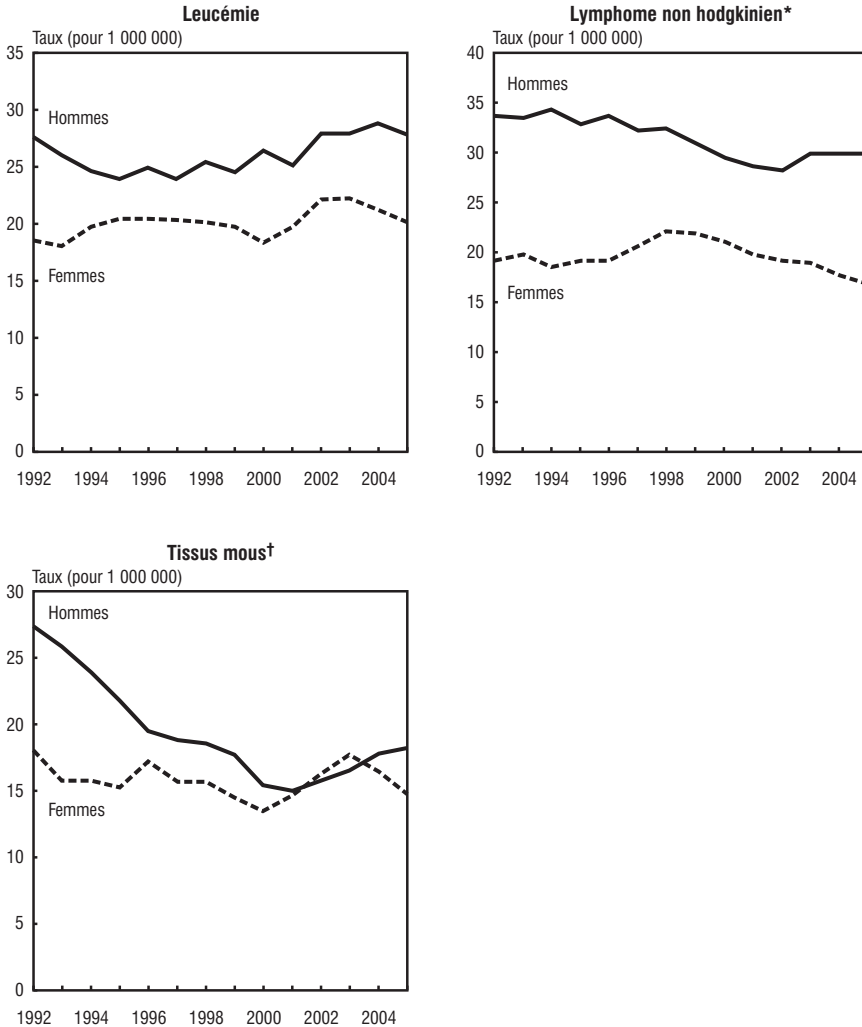 Leucémie
Taux (pour 1 000 000)
35
30
25
20
15
10
5
0
Hommes
Femmes
1992 1994 1996 1998 2000 2002 2004
Lymphome non hodgkinien*
Taux (pour 1 000 000)
40
35
30
25
20
15
10
5
0
Hommes
Femmes
1992 1994 1996 1998 2000 2002 2004
Tissus mous†
Taux (pour 1 000 000)
30
25
20
15
10
5
0
Hommes
Femmes
1992 1994 1996 1998 2000 2002 2004